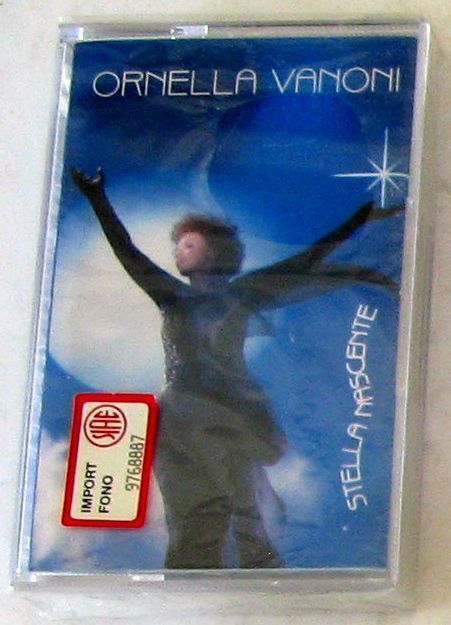 ORNELLA VANONI
STELLA NASCENTE
SIAE
IMPORT
FONO
9768887